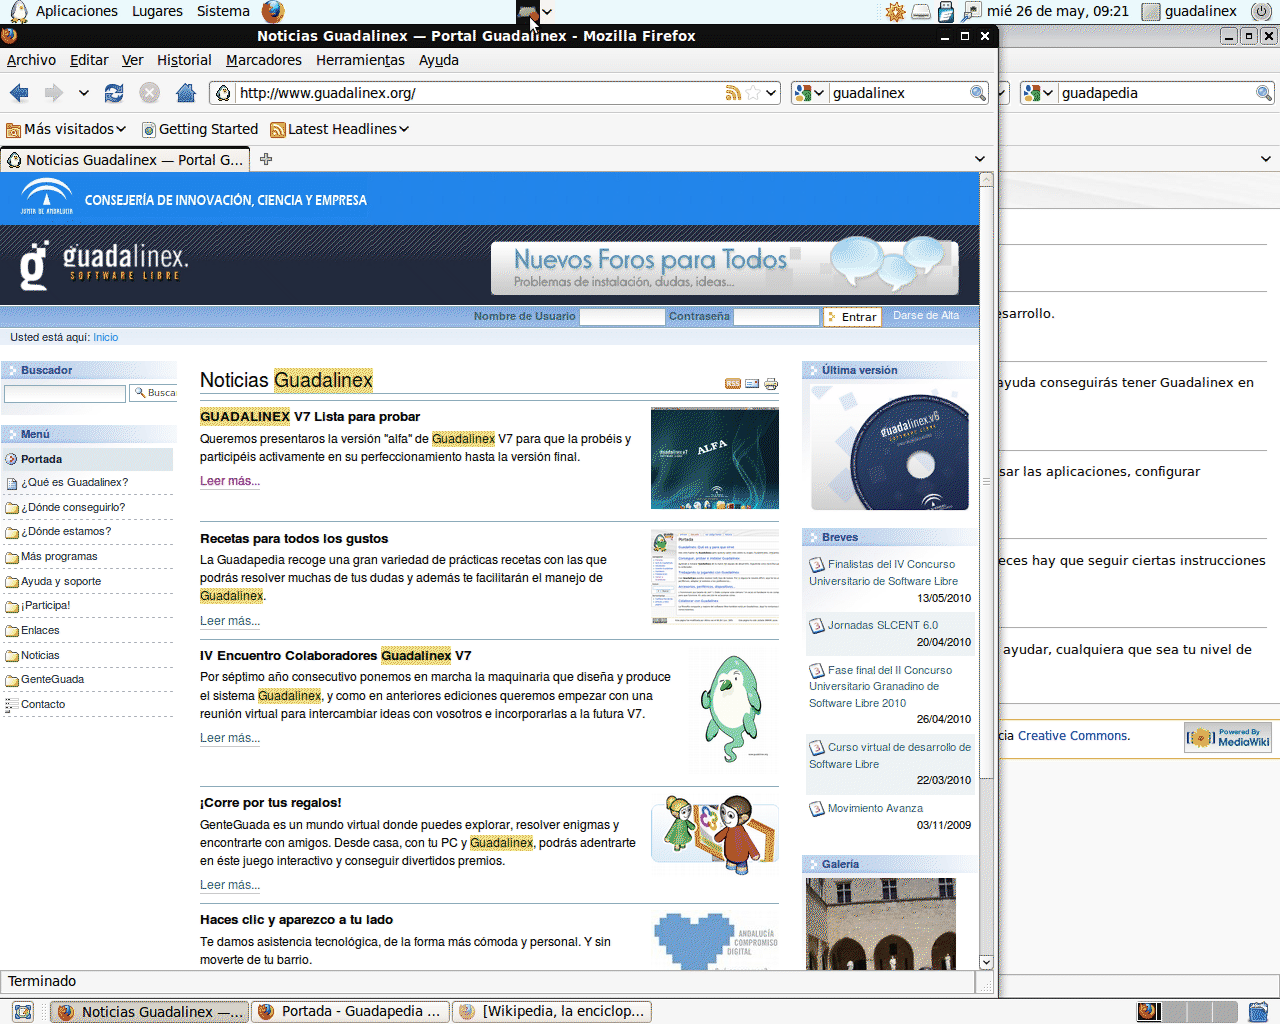 Aplicaciones Lugares Sistema mié 26 de may, 09:21 guadalinex
Noticias Guadalinex — Portal Guadalinex - Mozilla Firefox
Archivo Editar Ver Historial Marcadores Herramientas Ayuda
http://www.guadalinex.org/ guadalinex guadapedia
Más visitados Getting Started Latest Headlines
Noticias Guadalinex — Portal G...
JUNTA DE ANDALUCIA CONSEJERÍA DE INNOVACIÓN, CIENCIA Y EMPRESA
guadalinex.
SOFTWARE LIBRE
Nuevos Foros para Todos
Problemas de instalación, dudas, ideas...
Nombre de Usuario Contraseña Entrar Darse de Alta
Usted está aquí: Inicio
Buscador
Busca
Menú
Portada
¿Qué es Guadalinex?
¿Dónde conseguirlo?
¿Dónde estamos?
Más programas
Ayuda y soporte
¡Participa!
Enlaces
Noticias
GenteGuada
Contacto
Noticias Guadalinex
RSS
GUADALINEX V7 Lista para probar
Queremos presentaros la versión "alfa" de Guadalinex V7 para que la probéis y
participéis activamente en su perfeccionamiento hasta la versión final.
Leer más...
ALFA
Recetas para todos los gustos
La Guadapedia recoge una gran variedad de prácticas recetas con las que
podrás resolver muchas de tus dudas y además te facilitarán el manejo de
Guadalinex.
Leer más...
Portada
IV Encuentro Colaboradores Guadalinex V7
Por séptimo año consecutivo ponemos en marcha la maquinaria que diseña y produce
el sistema Guadalinex, y como en anteriores ediciones queremos empezar con una
reunión virtual para intercambiar ideas con vosotros e incorporarlas a la futura V7.
Leer más...
¡Corre por tus regalos!
GenteGuada es un mundo virtual donde puedes explorar, resolver enigmas y
encontrarte con amigos. Desde casa, con tu PC y Guadalinex, podrás adentrarte
en éste juego interactivo y conseguir divertidos premios.
Leer más...
Haces clic y aparezco a tu lado
Te damos asistencia tecnológica, de la forma más cómoda y personal. Y sin
moverte de tu barrio.
ANDALUCÍA
COMPROMISO
DIGITAL
Última versión
guadalinex.v6
SOFTWARE LIBRE
Breves
Finalistas del IV Concurso
Universitario de Software Libre
13/05/2010
Jornadas SLCENT 6.0
20/04/2010
Fase final del II Concurso
Universitario Granadino de
Software Libre 2010
26/04/2010
Curso virtual de desarrollo de
Software Libre
22/03/2010
Movimiento Avanza
03/11/2009
Galería
esarrollo.
ayuda conseguirás tener Guadalinex en
sar las aplicaciones, configurar
eces hay que seguir ciertas instrucciones
ayudar, cualquiera que sea tu nivel de
cia Creative Commons.
Powered By
MediaWiki
Terminado
Noticias Guadalinex —... Portada - Guadapedia ... [Wikipedia, la enciclop...